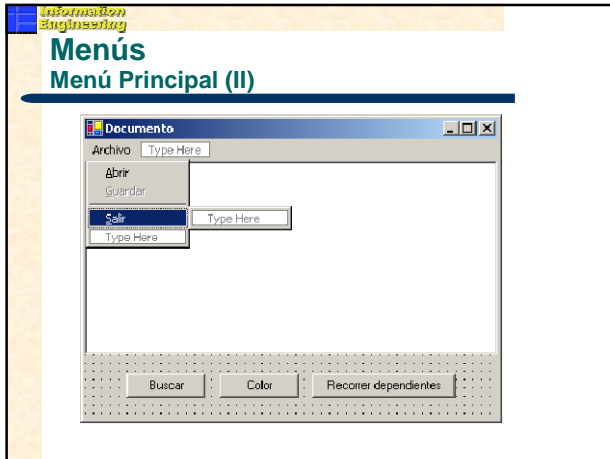 Information
Engineering
Menús
Menú Principal (II)
Documento
Archivo Type Here
Abrir
Guardar
Salir Type Here
Type Here
Buscar Color Recorrer dependientes